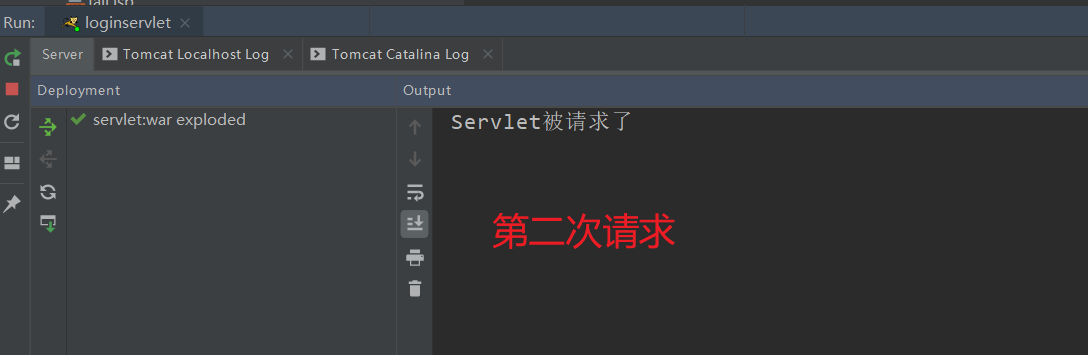 Run: loginservlet
Server Tomcat Localhost Log Tomcat Catalina Log
Deployment Output
servlet:war exploded
Servlet被请求了
第二次请求